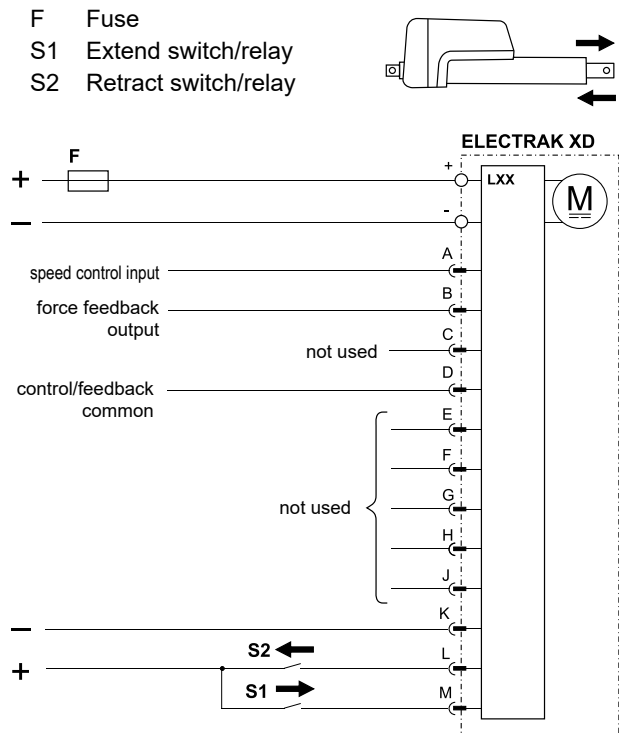 F Fuse
S1 Extend switch/relay
S2 Retract switch/relay
ELECTRAK XD
F
+
+
LXX
M
-
–
A
speed control input
B
force feedback
output
C
not used
D
control/feedback
common
E
F
G
not used
H
J
K
–
S2
L
+
S1
M